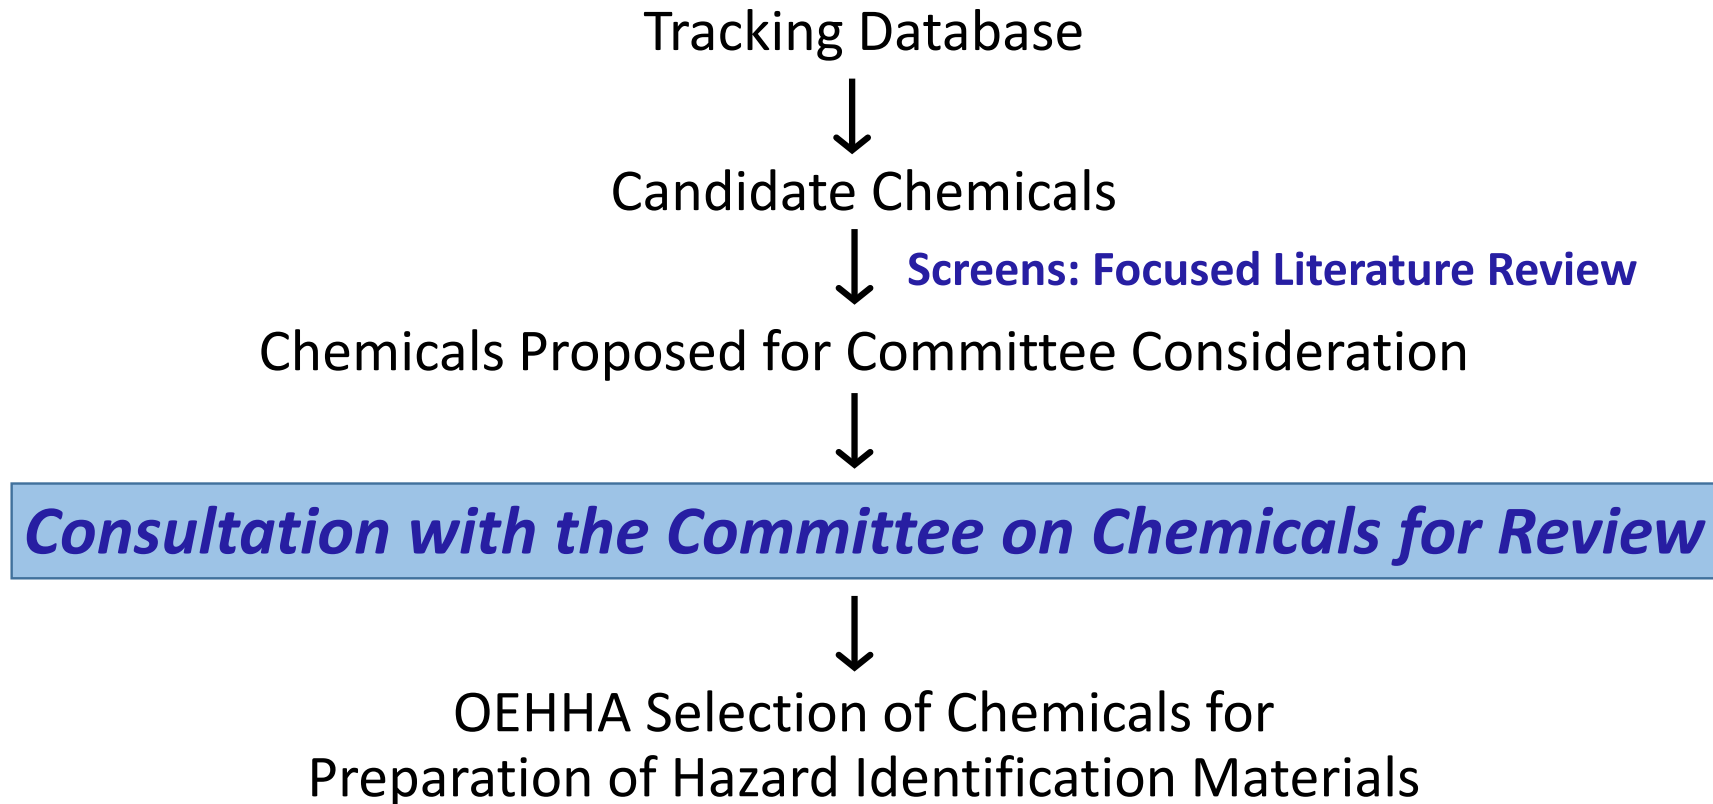 Tracking Database
Candidate Chemicals
Screens: Focused Literature Review
Chemicals Proposed for Committee Consideration
Consultation with the Committee on Chemicals for Review
OEHHA Selection of Chemicals for
Preparation of Hazard Identification Materials